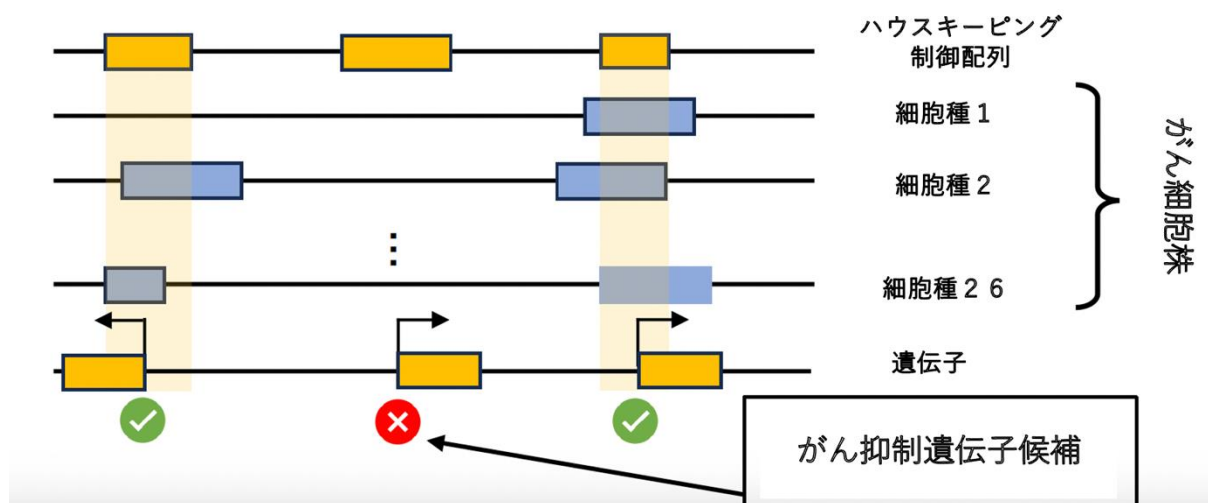 ハウスキーピング
制御配列
細胞種１
細胞種２
⋮
細胞種２６
遺伝子
がん細胞株
がん抑制遺伝子候補